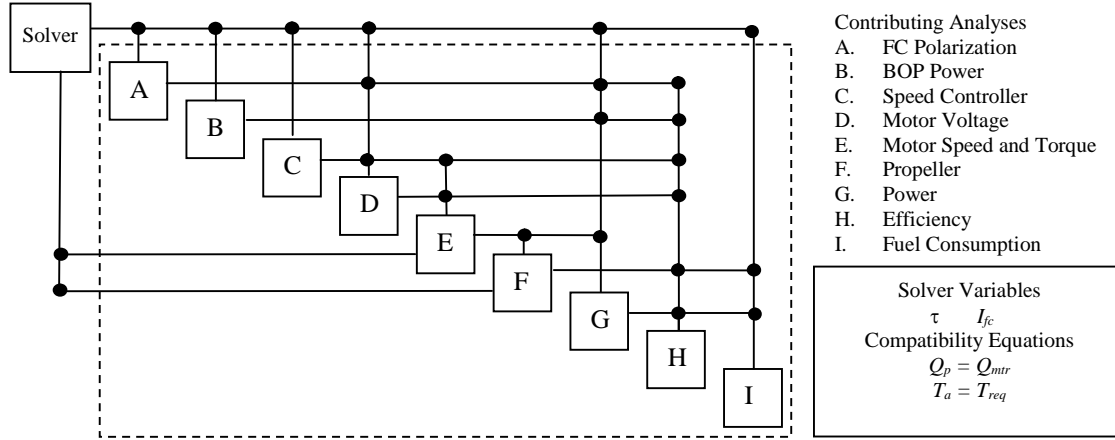 Solver
A
B
C
D
E
F
G
H
I
Contributing Analyses
A. FC Polarization
B. BOP Power
C. Speed Controller
D. Motor Voltage
E. Motor Speed and Torque
F. Propeller
G. Power
H. Efficiency
I. Fuel Consumption
Solver Variables
τ I_fc
Compatibility Equations
Q_p = Q_mtr
T_a = T_req